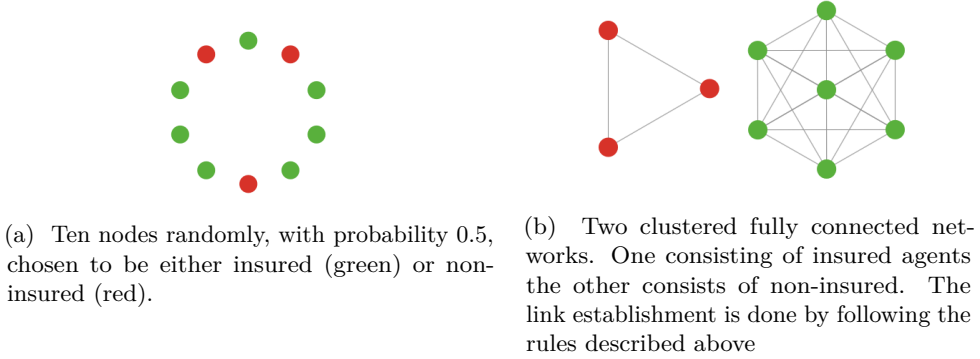 (a) Ten nodes randomly, with probability 0.5,
chosen to be either insured (green) or non-
insured (red).
(b) Two clustered fully connected net-
works. One consisting of insured agents
the other consists of non-insured. The
link establishment is done by following the
rules described above